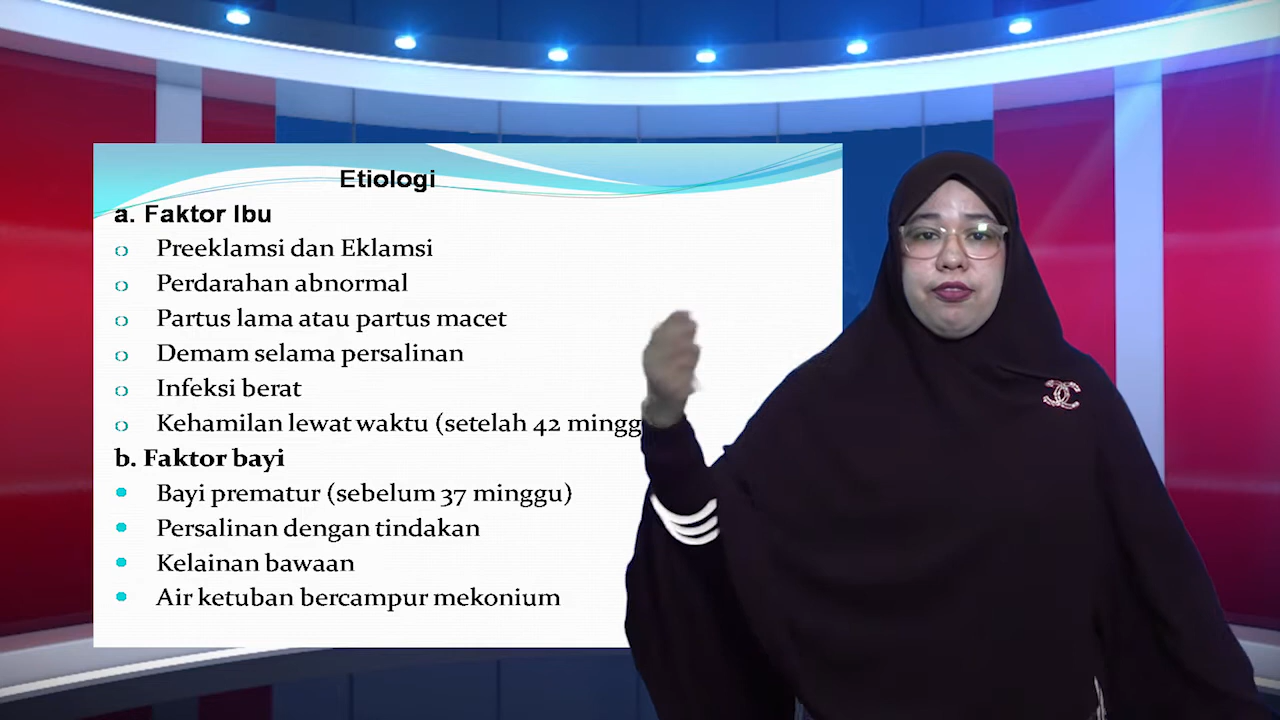 Etiologi
a. Faktor Ibu
Preeklamsi dan Eklamsi
Perdarahan abnormal
Partus lama atau partus macet
Demam selama persalinan
Infeksi berat
Kehamilan lewat waktu (setelah 42 mingg
b. Faktor bayi
Bayi prematur (sebelum 37 minggu)
Persalinan dengan tindakan
Kelainan bawaan
Air ketuban bercampur mekonium